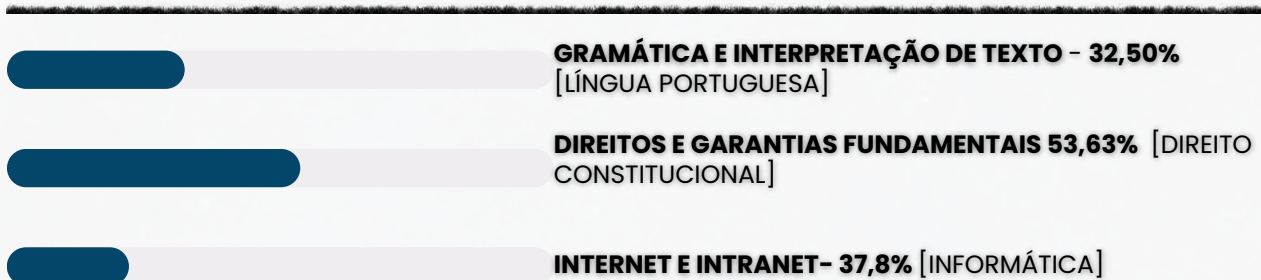 GRAMÁTICA E INTERPRETAÇÃO DE TEXTO - 32,50%
[LÍNGUA PORTUGUESA]
DIREITOS E GARANTIAS FUNDAMENTAIS 53,63% [DIREITO
CONSTITUCIONAL]
INTERNET E INTRANET- 37,8% [INFORMÁTICA]